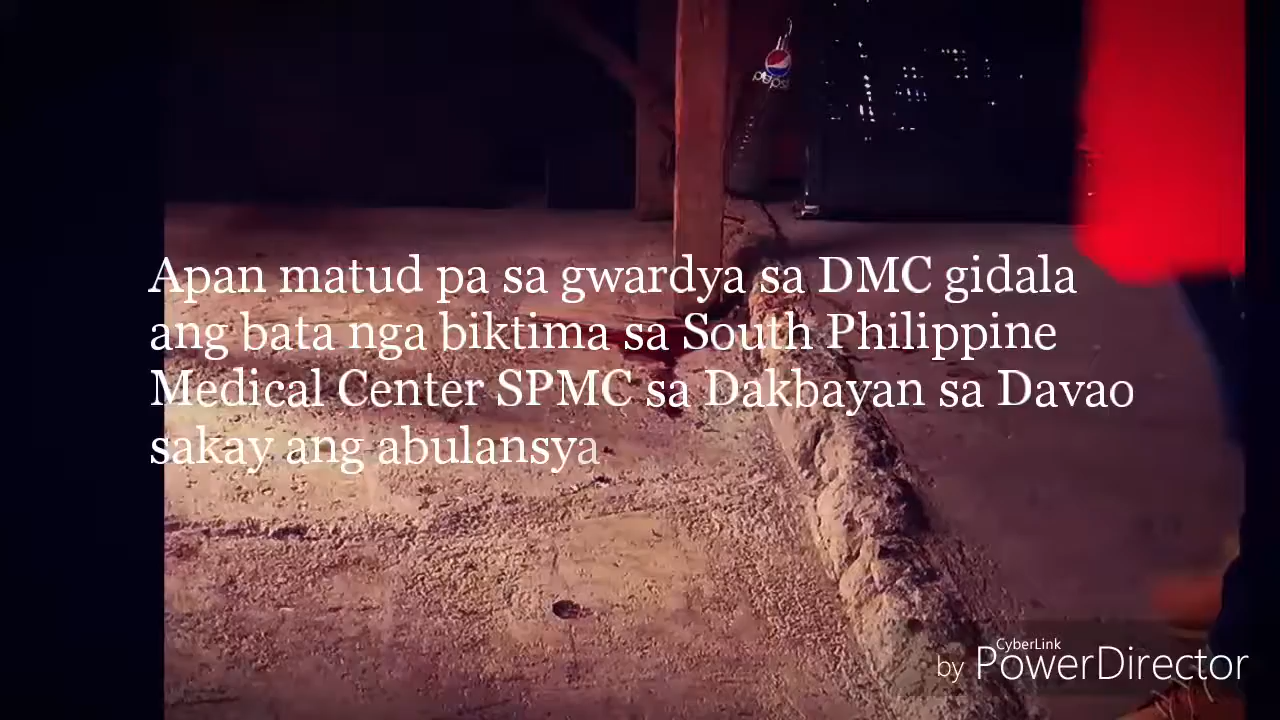 pepsi
Apan matud pa sa gwardya sa DMC gidala
ang bata nga biktima sa South Philippine
Medical Center SPMC sa Dakbayan sa Davao
sakay ang abulansya
CyberLink
by PowerDirector